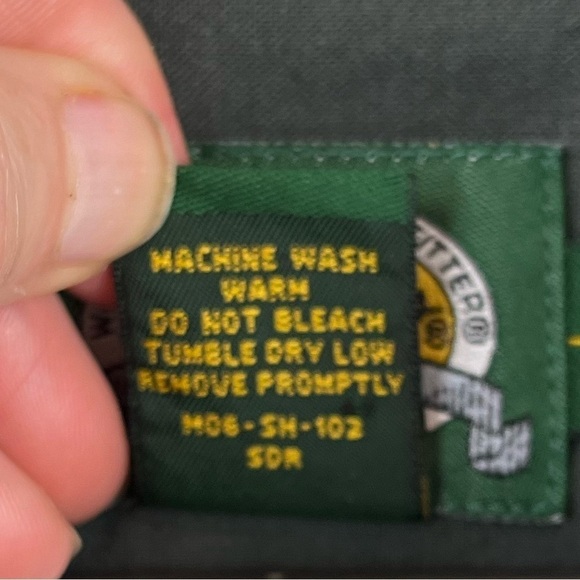 MACHINE WASH
WARM
DO NOT BLEACH
TUMBLE DRY LOW
REMOVE PROMPTLY
M06-SH-102
SDR